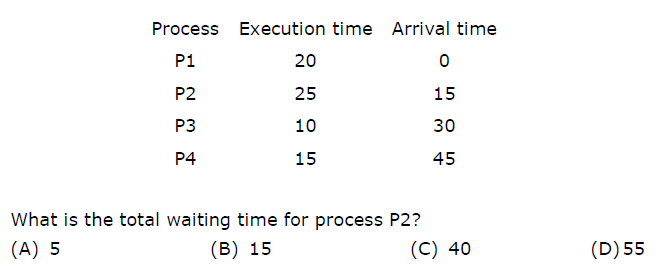 Process Execution time Arrival time
P1 20 0
P2 25 15
P3 10 30
P4 15 45
What is the total waiting time for process P2?
(A) 5 (B) 15 (C) 40 (D)55